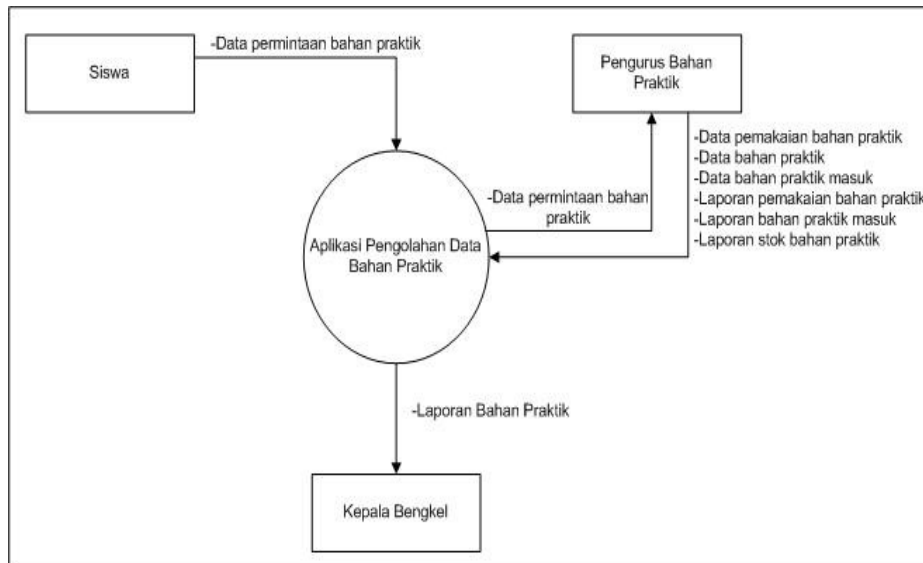 Siswa
-Data permintaan bahan praktik
Pengurus Bahan
Praktik
-Data pemakaian bahan praktik
-Data bahan praktik
-Data bahan praktik masuk
-Laporan pemakaian bahan praktik
-Laporan bahan praktik masuk
-Laporan stok bahan praktik
-Data permintaan bahan
praktik
Aplikasi Pengolahan Data
Bahan Praktik
-Laporan Bahan Praktik
Kepala Bengkel